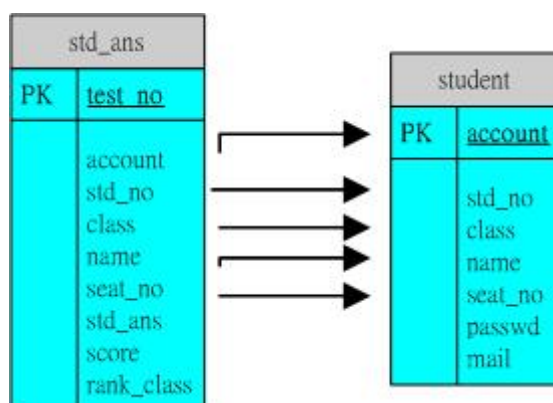 std_ans
PK test_no
account
std_no
class
name
seat_no
std_ans
score
rank_class
student
PK account
std_no
class
name
seat_no
passwd
mail